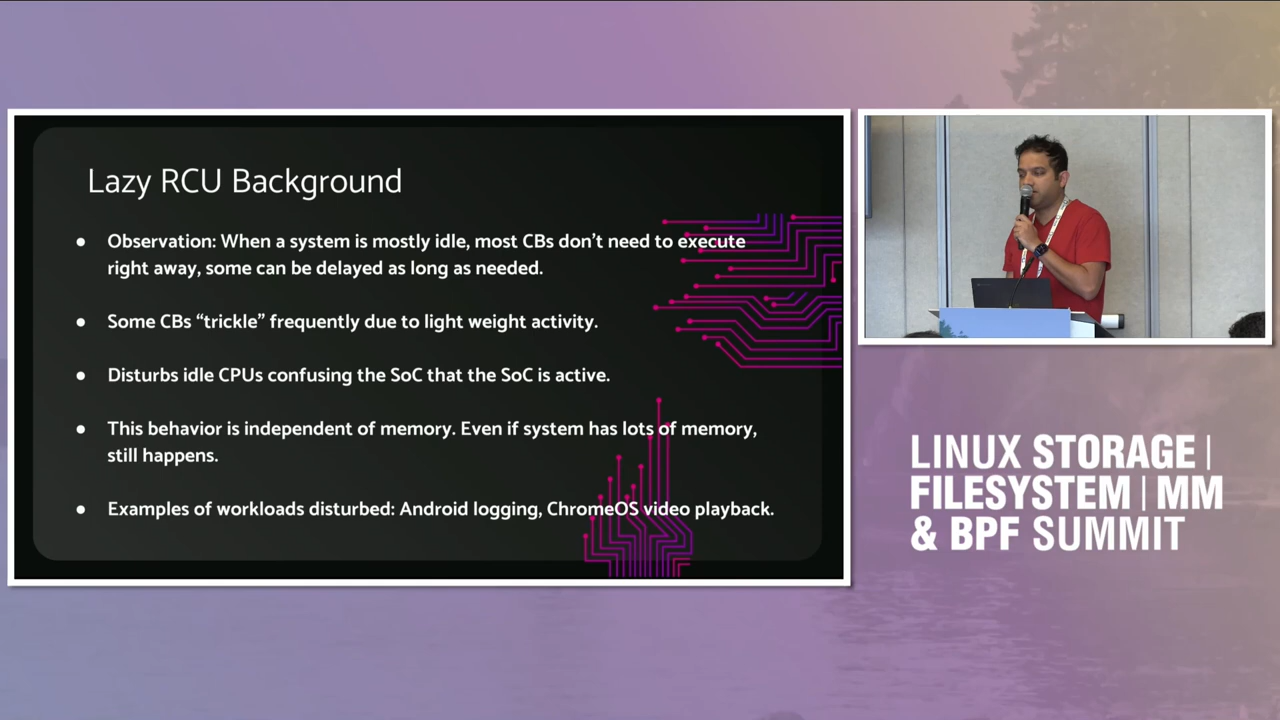 Lazy RCU Background
● Observation: When a system is mostly idle, most CBs don't need to execute
right away, some can be delayed as long as needed.
● Some CBs “trickle” frequently due to light weight activity.
● Disturbs idle CPUs confusing the SoC that the SoC is active.
● This behavior is independent of memory. Even if system has lots of memory,
still happens.
● Examples of workloads disturbed: Android logging, ChromeOS video playback.
LINUX STORAGE |
FILESYSTEM | MM
& BPF SUMMIT